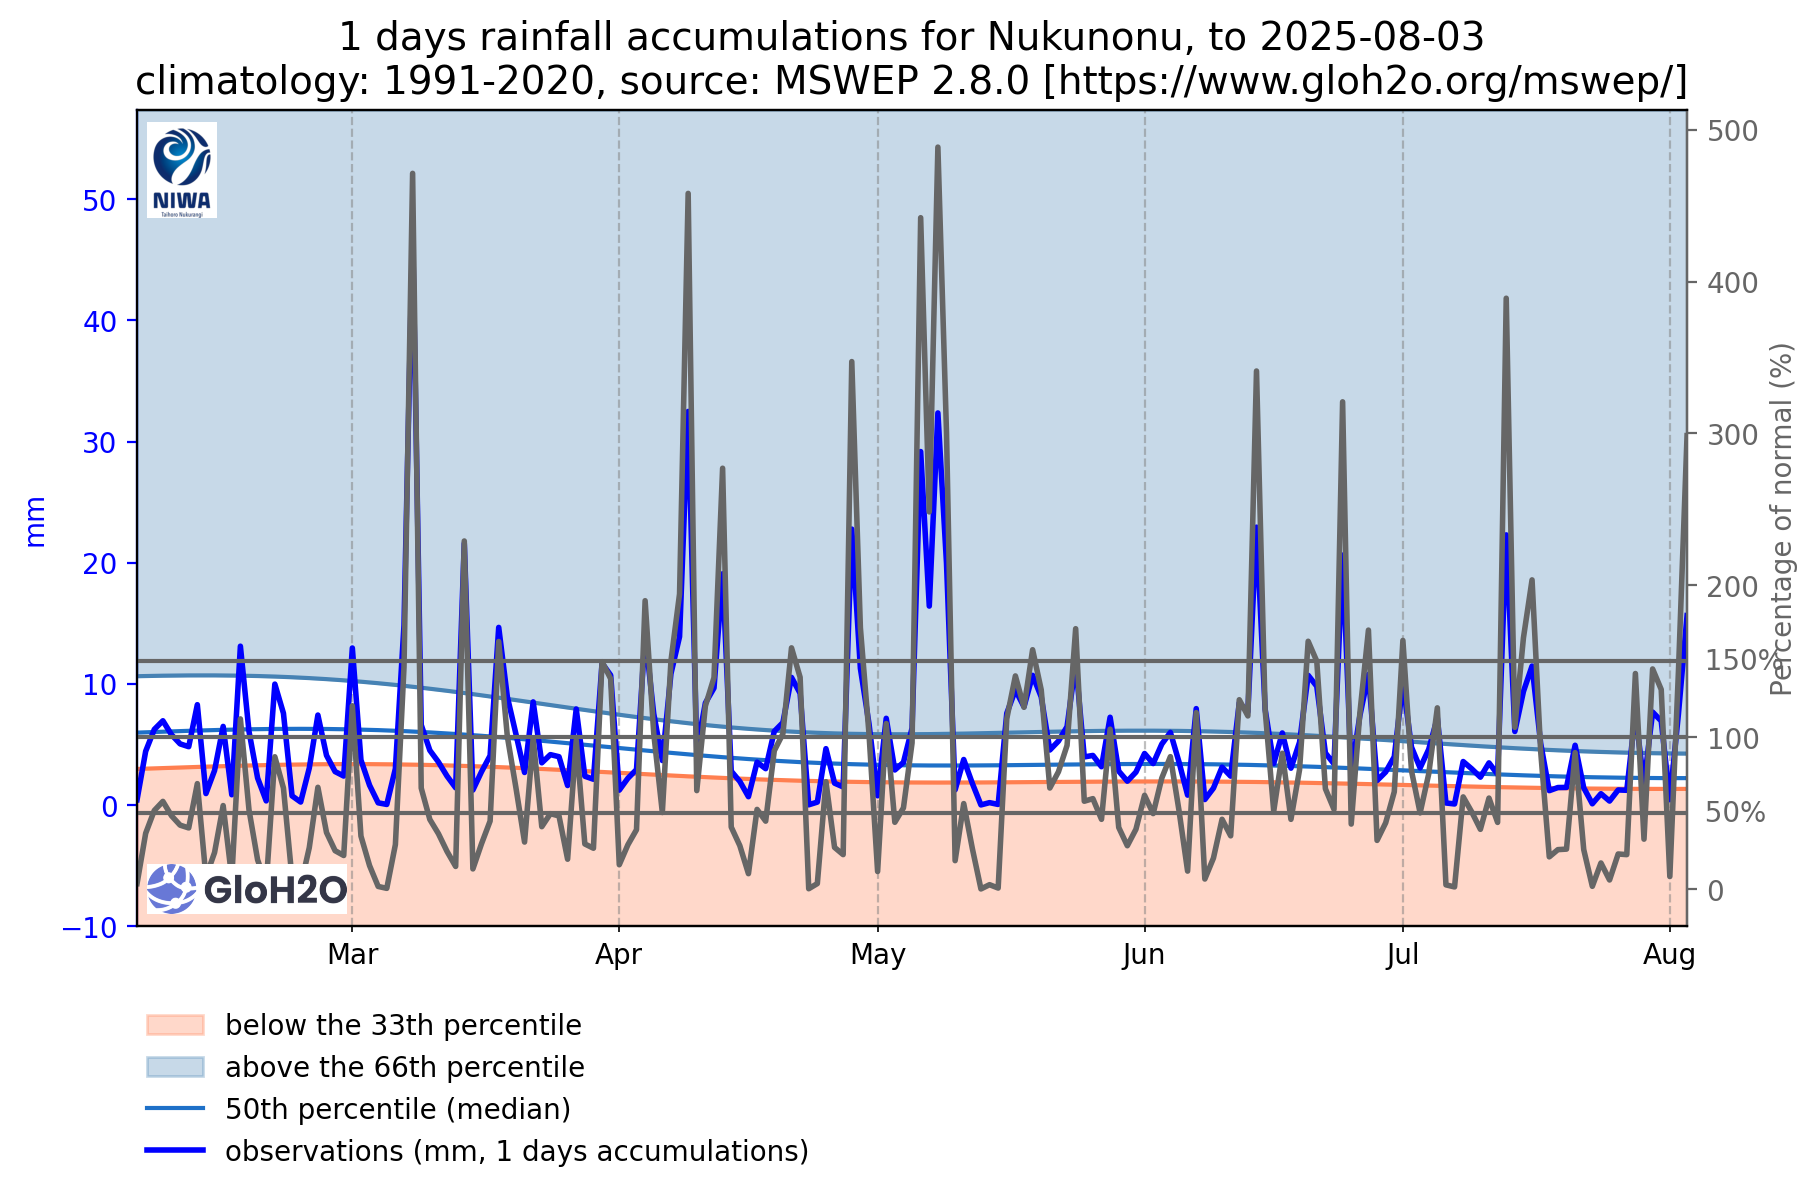 1 days rainfall accumulations for Nukunonu, to 2025-08-03
climatology: 1991-2020, source: MSWEP 2.8.0 [https://www.gloh2o.org/mswep/]
NIWA
Taihoro Nukurangi
mm
50
40
30
20
10
0
−10
500
400
300
200
150%
100
50%
0
Percentage of normal (%)
GloH2O
Mar
Apr
May
Jun
Jul
Aug
below the 33th percentile
above the 66th percentile
50th percentile (median)
observations (mm, 1 days accumulations)